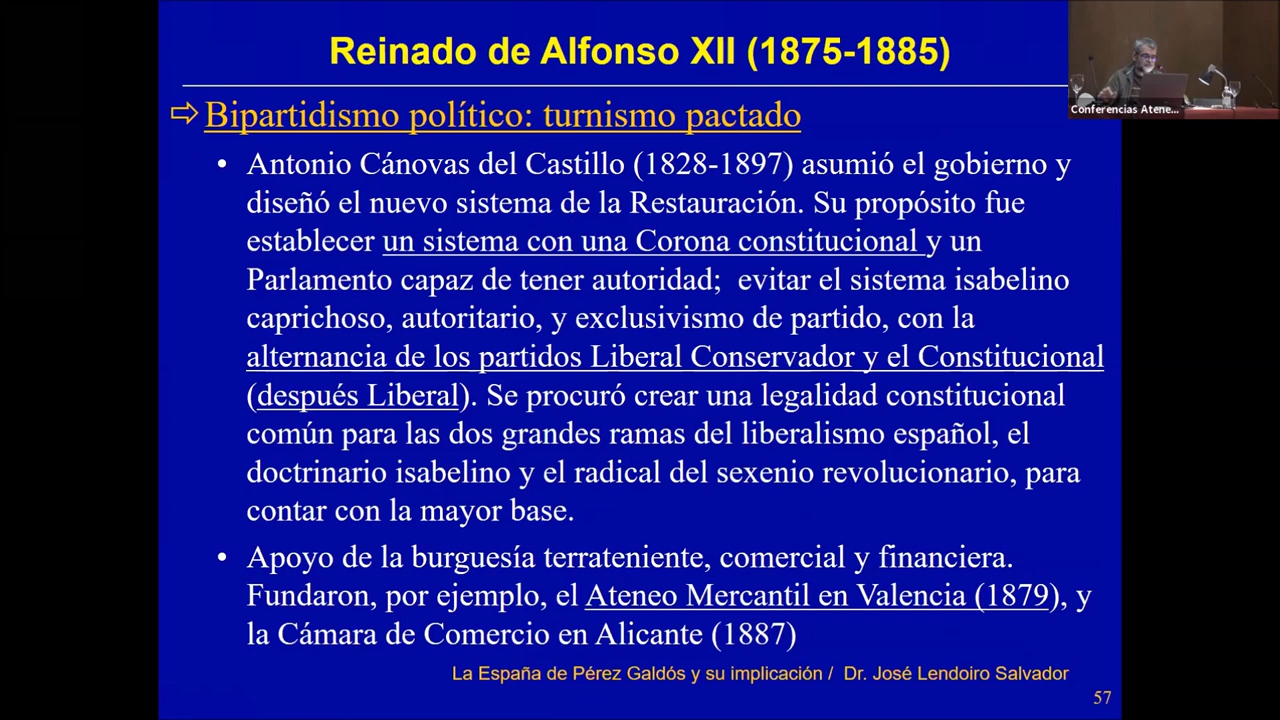 Reinado de Alfonso XII (1875-1885)
Conferencias Atene...
⇨Bipartidismo político: turnismo pactado
• Antonio Cánovas del Castillo (1828-1897) asumió el gobierno y
diseñó el nuevo sistema de la Restauración. Su propósito fue
establecer un sistema con una Corona constitucional y un
Parlamento capaz de tener autoridad;  evitar el sistema isabelino
caprichoso, autoritario, y exclusivismo de partido, con la
alternancia de los partidos Liberal Conservador y el Constitucional
(después Liberal). Se procuró crear una legalidad constitucional
común para las dos grandes ramas del liberalismo español, el
doctrinario isabelino y el radical del sexenio revolucionario, para
contar con la mayor base.
• Apoyo de la burguesía terrateniente, comercial y financiera.
Fundaron, por ejemplo, el Ateneo Mercantil en Valencia (1879), y
la Cámara de Comercio en Alicante (1887)
La España de Pérez Galdós y su implicación /  Dr. José Lendoiro Salvador
57